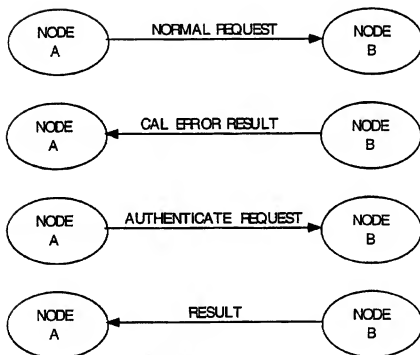 NODE
A
NORMAL REQUEST
NODE
B
NODE
A
CAL ERROR RESULT
NODE
B
NODE
A
AUTHENTICATE REQUEST
NODE
B
NODE
A
RESULT
NODE
B